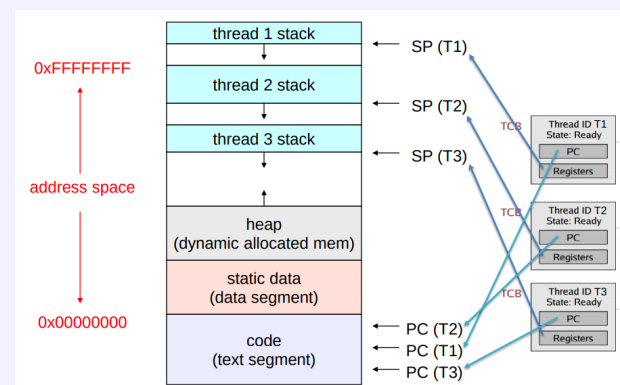 thread 1 stack
SP (T1)
0xFFFFFFFF
thread 2 stack
SP (T2)
thread 3 stack
SP (T3)
address space
heap
(dynamic allocated mem)
static data
(data segment)
0x00000000
code
(text segment)
PC (T2)
PC (T1)
PC (T3)
TCB
Thread ID T1
State: Ready
PC
Registers
TCB
Thread ID T2
State: Ready
PC
Registers
TCB
Thread ID T3
State: Ready
PC
Registers